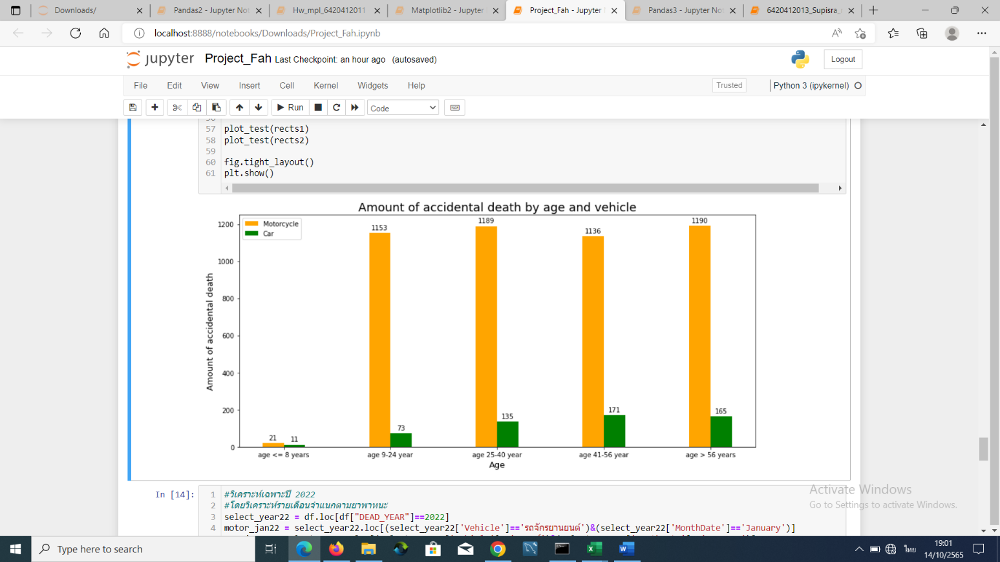 Downloads/
Pandas2 - Jupyter Not
Hw_mpl_6420412011
Matplotlib2 - Jupyter
Project_Fah - Jupyter
Pandas3 - Jupyter No
6420412013_Supisra_
localhost:8888/notebooks/Downloads/Project_Fah.ipynb
jupyter Project_Fah Last Checkpoint: an hour ago (autosaved)
Logout
File Edit View Insert Cell Kernel Widgets Help
Trusted
Python 3 (ipykernel)
Run
Code
57 plot_test(rects1)
58 plot_test(rects2)
59
60 fig.tight_layout()
61 plt.show()
Amount of accidental death by age and vehicle
Motorcycle
Car
1200
1000
800
600
400
200
0
Amount of accidental death
21 11
1153 73
1189 135
1136 171
1190 165
age <= 8 years
age 9-24 year
age 25-40 year
age 41-56 year
age > 56 years
Age
In [14]:
1 #วิเคราะห์เฉพาะปี 2022
2 #โดยวิเคราะห์รายเดือนจำแนกตามยาพาหนะ
3 select_year22 = df.loc[df["DEAD_YEAR"]==2022]
4 motor_jan22 = select_year22.loc[(select_year22['Vehicle']=='รถจักรยานยนต์')&(select_year22['MonthDate']=='January')]
Activate Windows
Go to Settings to activate Windows.
Type here to search
ไทย
19:01
14/10/2565